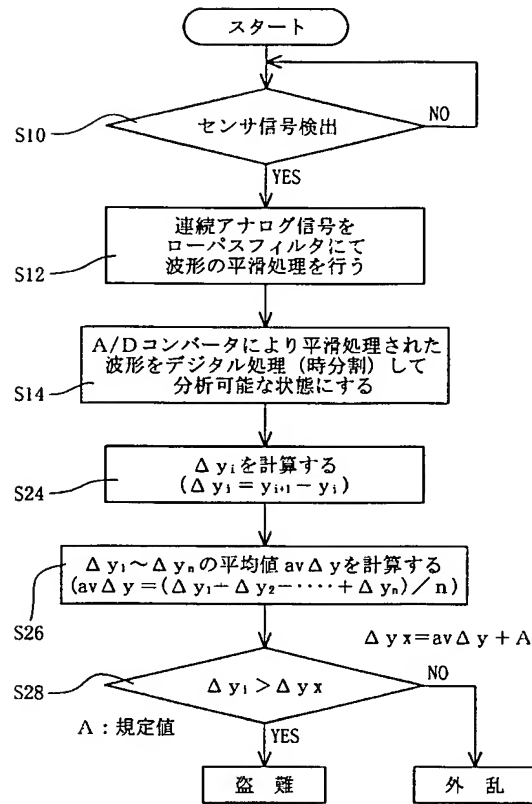 スタート
S10
センサ信号検出
NO
YES
連続アナログ信号を
ローパスフィルタにて
波形の平滑処理を行う
S12
A/Dコンバータにより平滑処理された
波形をデジタル処理(時分割)して
分析可能な状態にする
S14
Δyiを計算する
(Δyi=yi+1−yi)
S24
Δy1〜Δynの平均値avΔyを計算する
(avΔy=(Δy1−Δy2−‥‥+Δyn)/n)
S26
Δyx=avΔy+A
S28
Δyi>Δyx
NO
A:規定値
YES
盗難
外乱